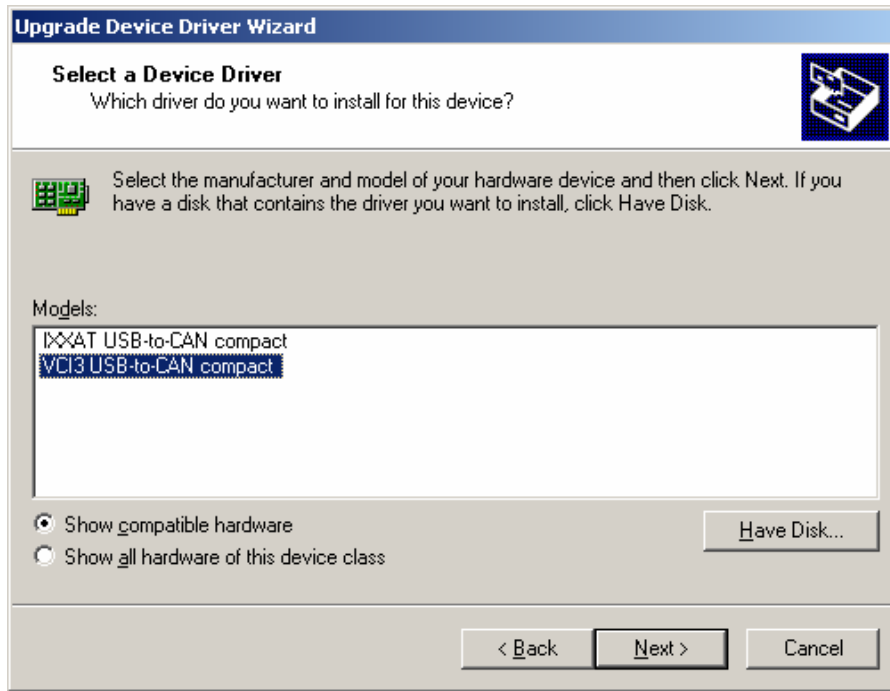 Upgrade Device Driver Wizard
Select a Device Driver
Which driver do you want to install for this device?
Select the manufacturer and model of your hardware device and then click Next. If you
have a disk that contains the driver you want to install, click Have Disk.
Models:
IXXAT USB-to-CAN compact
VCI3 USB-to-CAN compact
Show compatible hardware
Have Disk...
Show all hardware of this device class
< Back
Next >
Cancel